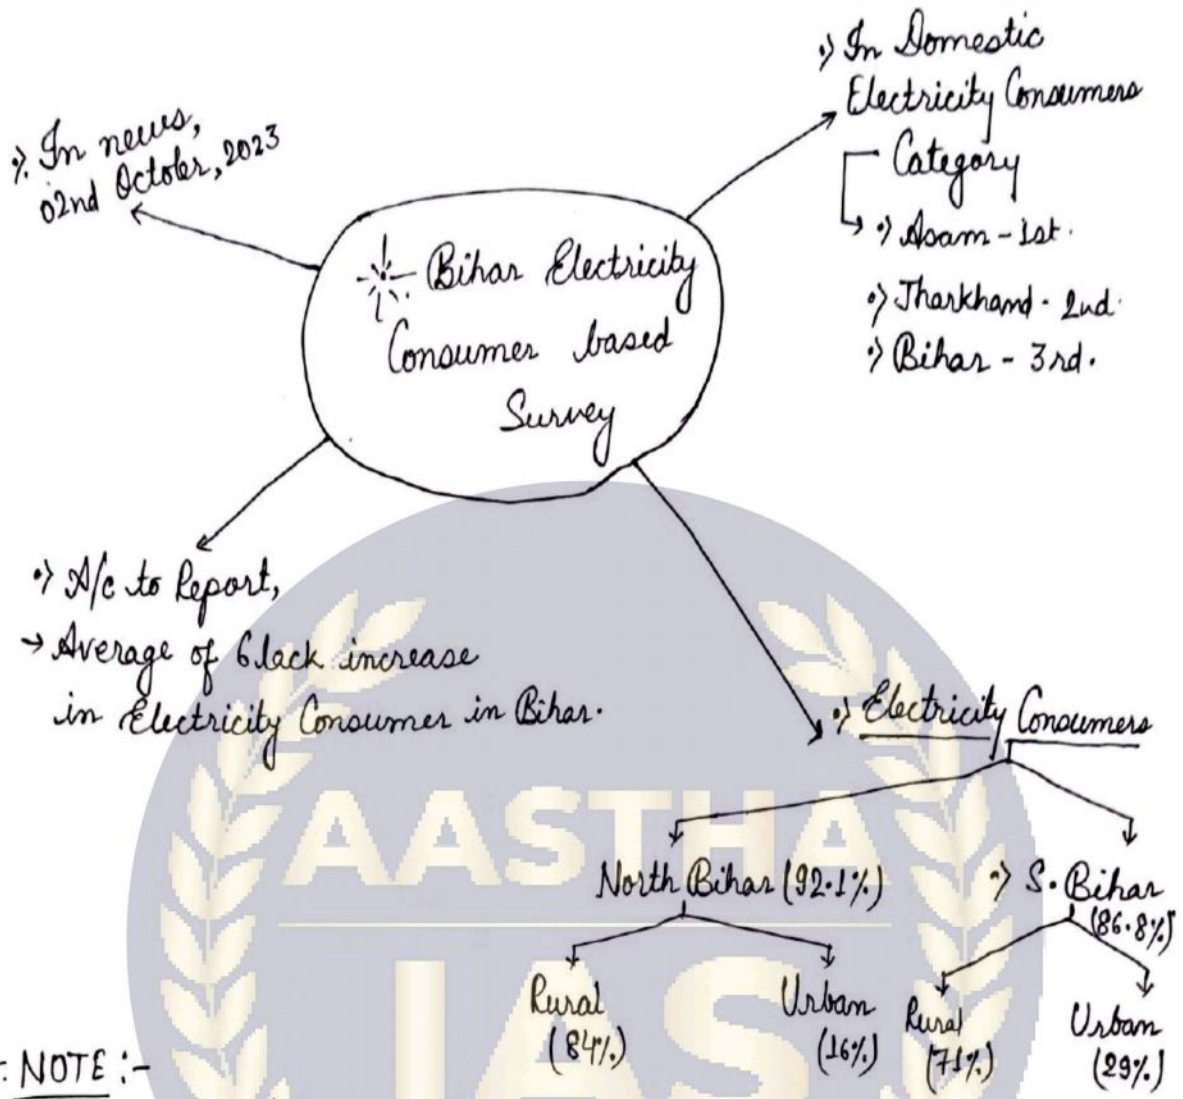 In news,
02nd October, 2023
In Domestic
Electricity Consumers
Category
Asam - 1st.
Jharkhand - 2nd.
Bihar - 3rd.
Bihar Electricity
Consumer based
Survey
A/c to Report,
→ Average of 6 lack increase
in Electricity Consumer in Bihar.
Electricity Consumers
North Bihar (92.1%)
S. Bihar
(86.8%)
Rural
(84%)
Urban
(16%)
Rural
(71%)
Urban
(29%)
NOTE :-
AASTHA
IAS